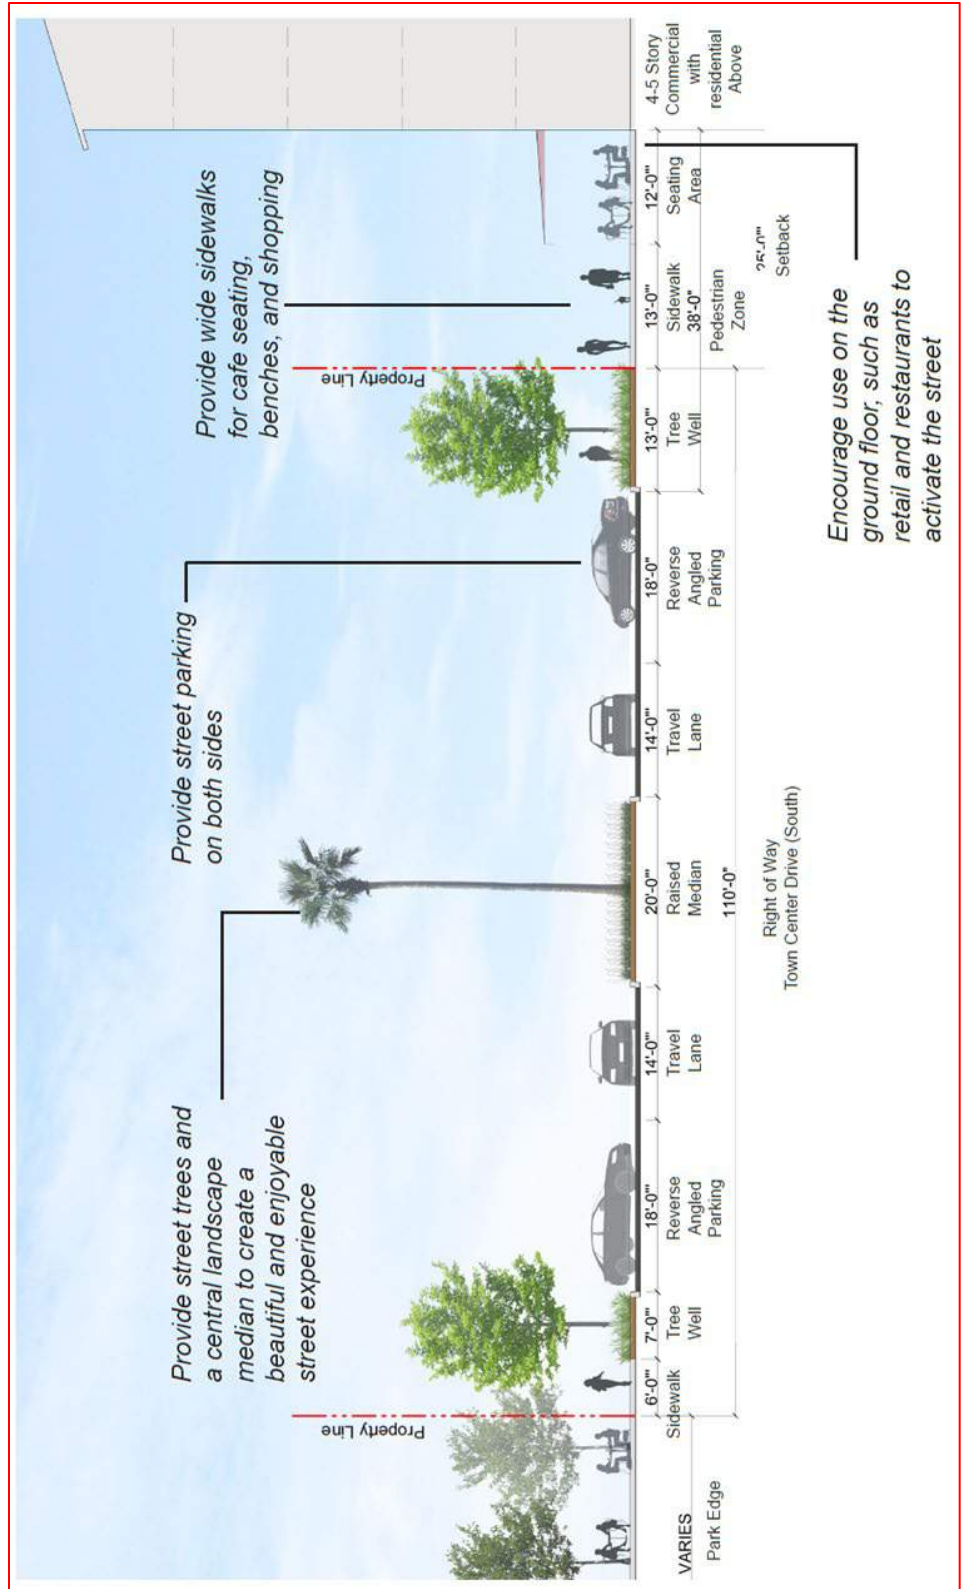 Provide street trees and
a central landscape
median to create a
beautiful and enjoyable
street experience
Provide street parking
on both sides
Provide wide sidewalks
for cafe seating,
benches, and shopping
Property Line
Property Line
VARIES
Park Edge
6'-0"
Sidewalk
7'-0"
Tree
Well
18'-0"
Reverse
Angled
Parking
14'-0"
Travel
Lane
20'-0"
Raised
Median
110'-0"
14'-0"
Travel
Lane
18'-0"
Reverse
Angled
Parking
13'-0"
Tree
Well
13'-0"
Sidewalk
38'-0"
Pedestrian
Zone
12'-0"
Seating
Area
25'-0"
Setback
4-5 Story
Commercial
with
residential
Above
Right of Way
Town Center Drive (South)
Encourage use on the
ground floor, such as
retail and restaurants to
activate the street